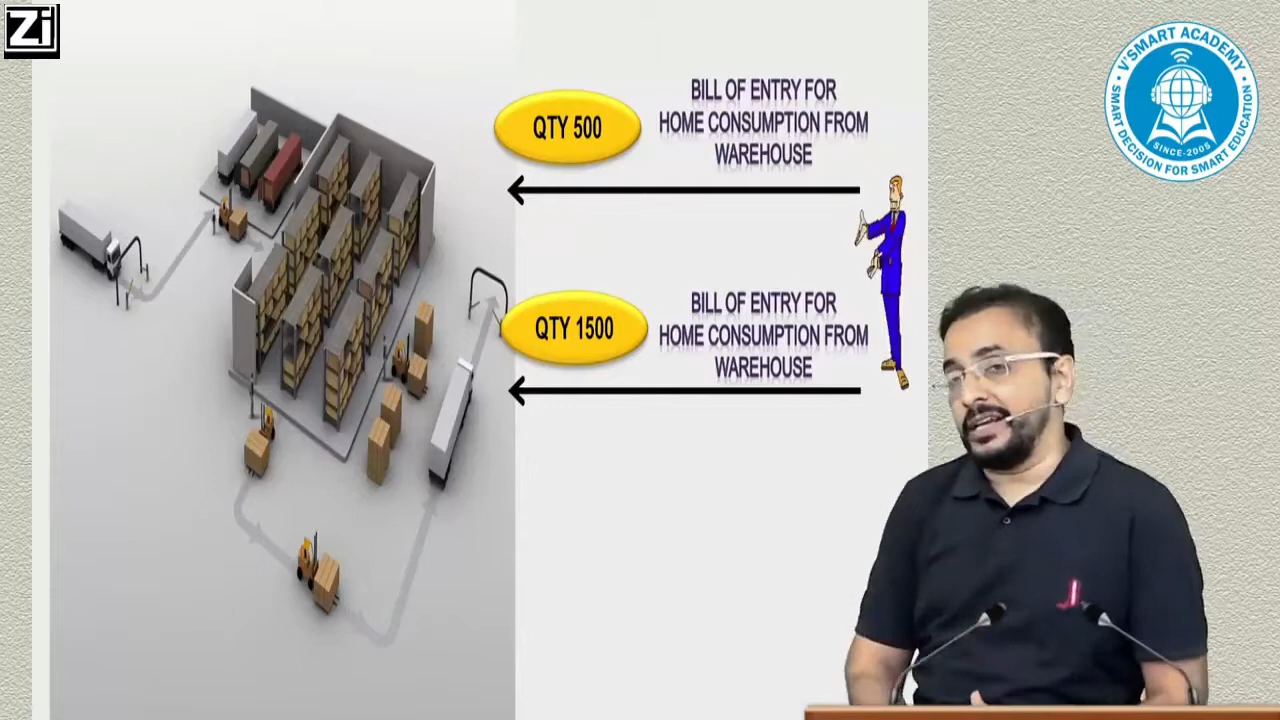 Zi
BILL OF ENTRY FOR
HOME CONSUMPTION FROM
WAREHOUSE
QTY 500
BILL OF ENTRY FOR
HOME CONSUMPTION FROM
WAREHOUSE
QTY 1500
V'SMART ACADEMY
SINCE-2005
SMART DECISION FOR SMART EDUCATION